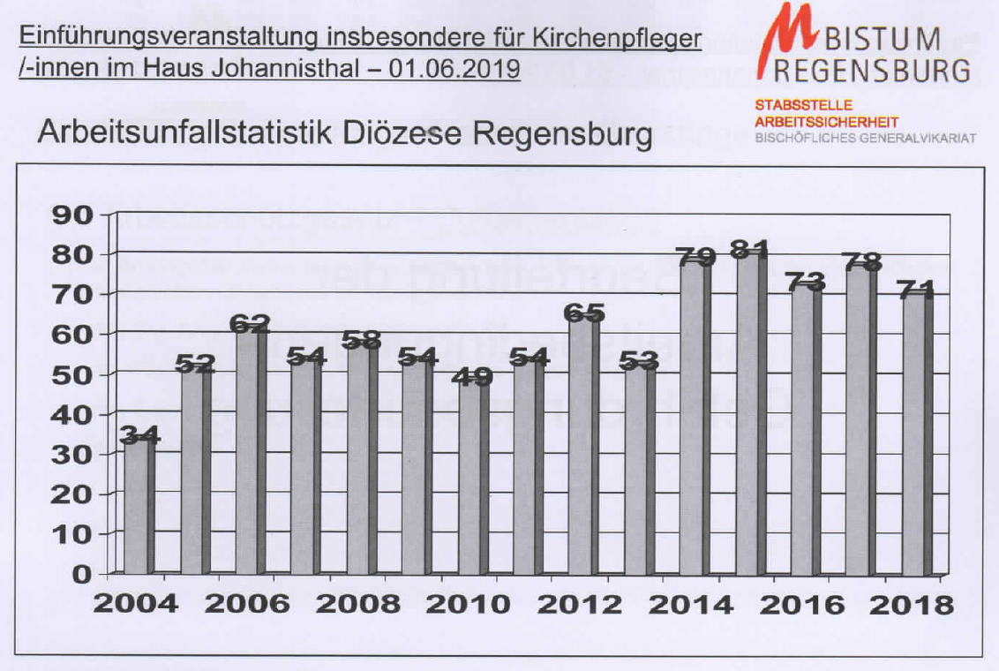 Einführungsveranstaltung insbesondere für Kirchenpfleger
/-innen im Haus Johannisthal – 01.06.2019
BISTUM
REGENSBURG
STABSSTELLE
ARBEITSSICHERHEIT
BISCHÖFLICHES GENERALVIKARIAT
Arbeitsunfallstatistik Diözese Regensburg
90
80
70
60
50
40
30
20
10
0
34
52
62
54
58
54
49
54
65
53
79
81
73
78
71
2004 2006 2008 2010 2012 2014 2016 2018